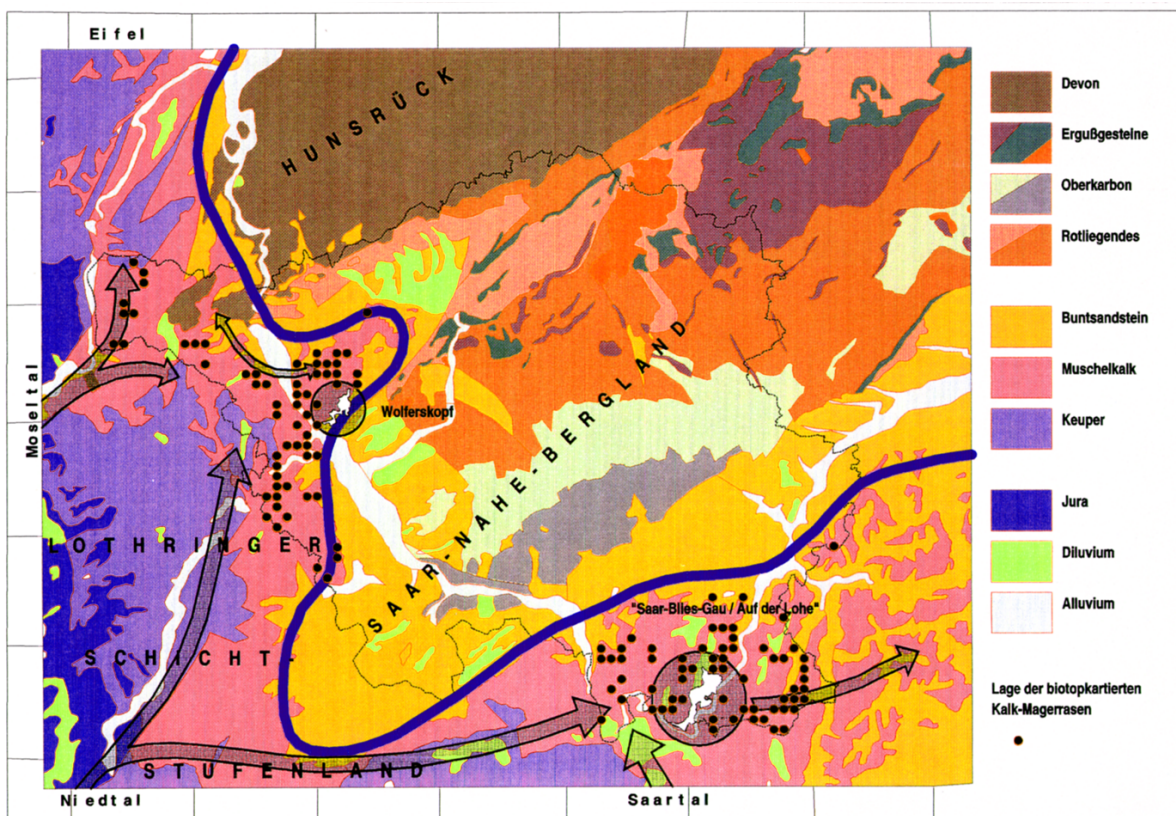 Eifel
HUNSRÜCK
Moseltal
Wolferskopf
SAAR-NAHE-BERGLAND
LOTHRINGER
"Saar-Blies-Gau / Auf der Lohe"
SCHICHT-
STUFENLAND
Niedtal
Saartal
Devon
Ergußgesteine
Oberkarbon
Rotliegendes
Buntsandstein
Muschelkalk
Keuper
Jura
Diluvium
Alluvium
Lage der biotopkartierten
Kalk-Magerrasen